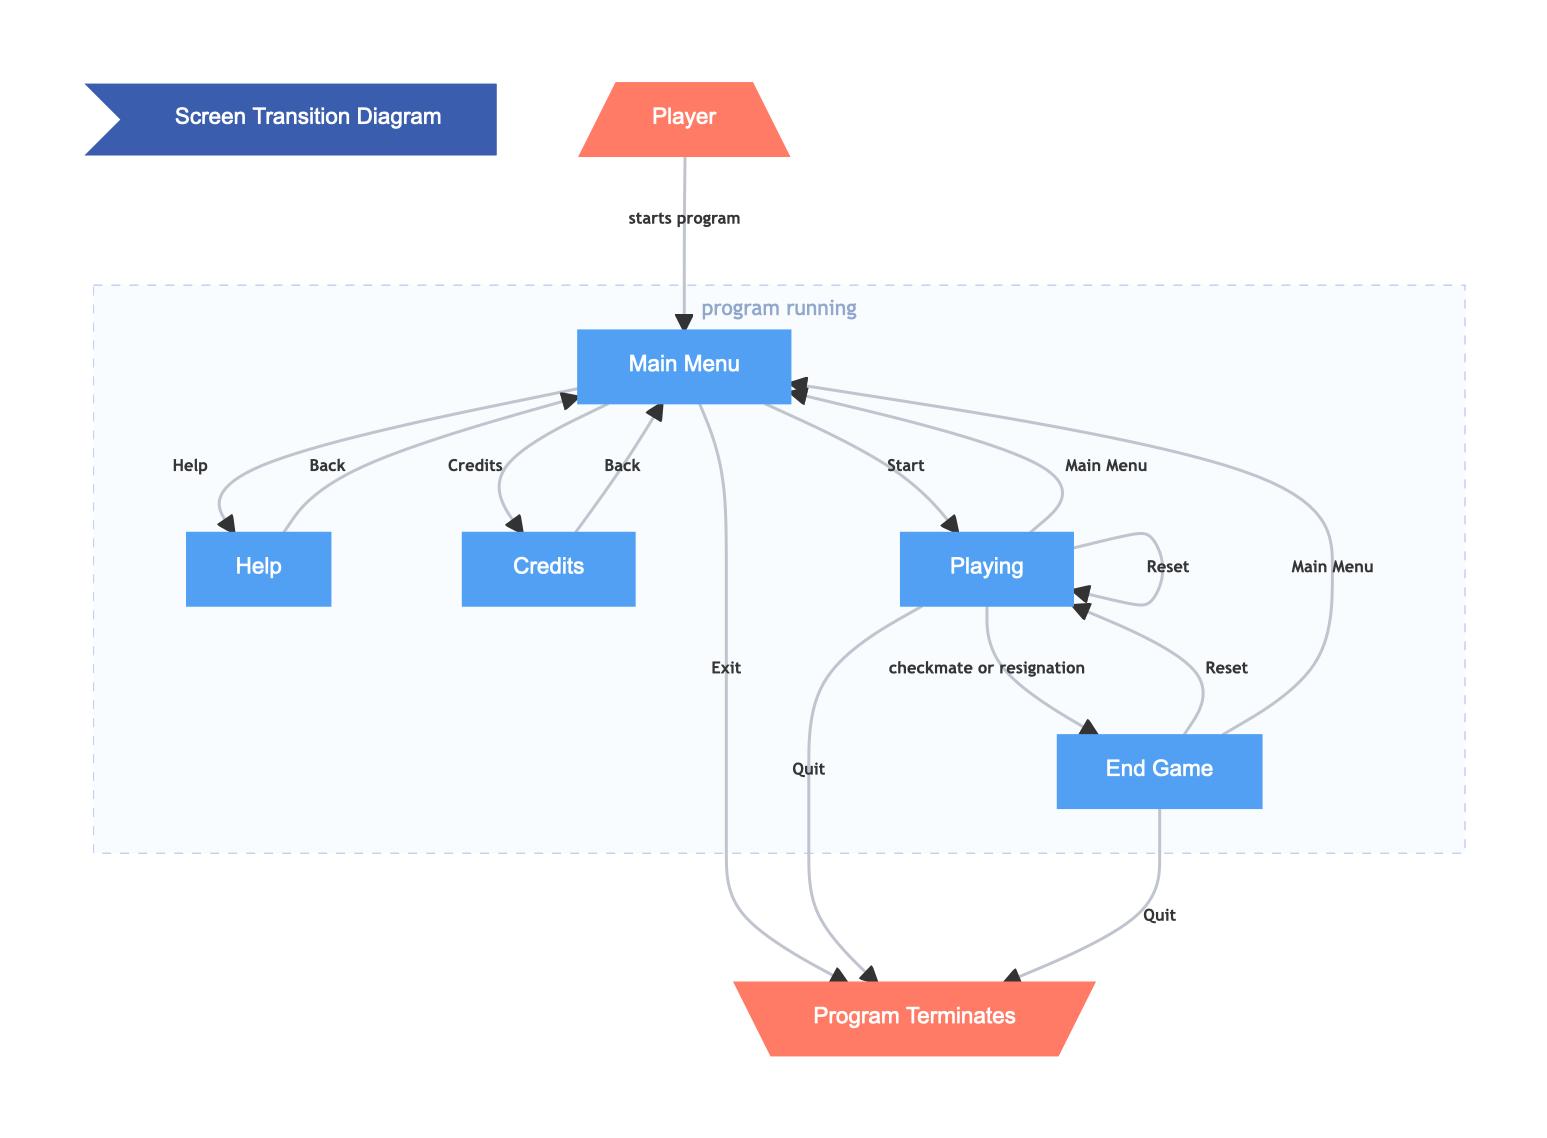 Screen Transition Diagram
Player
starts program
program running
Main Menu
Help
Back
Credits
Back
Start
Main Menu
Help
Credits
Playing
Reset
Main Menu
Exit
checkmate or resignation
Reset
Quit
End Game
Quit
Program Terminates